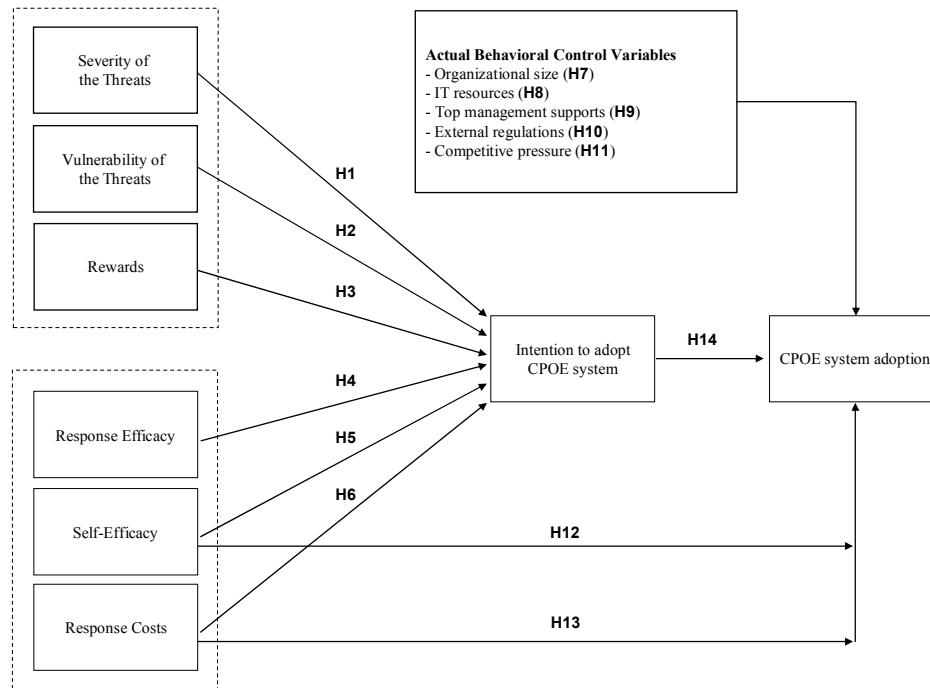 Severity of
the Threats
Vulnerability of
the Threats
Rewards
Actual Behavioral Control Variables
- Organizational size (H7)
- IT resources (H8)
- Top management supports (H9)
- External regulations (H10)
- Competitive pressure (H11)
H1
H2
H3
H4
H5
H6
Intention to adopt
CPOE system
H14
CPOE system adoption
Response Efficacy
Self-Efficacy
Response Costs
H12
H13